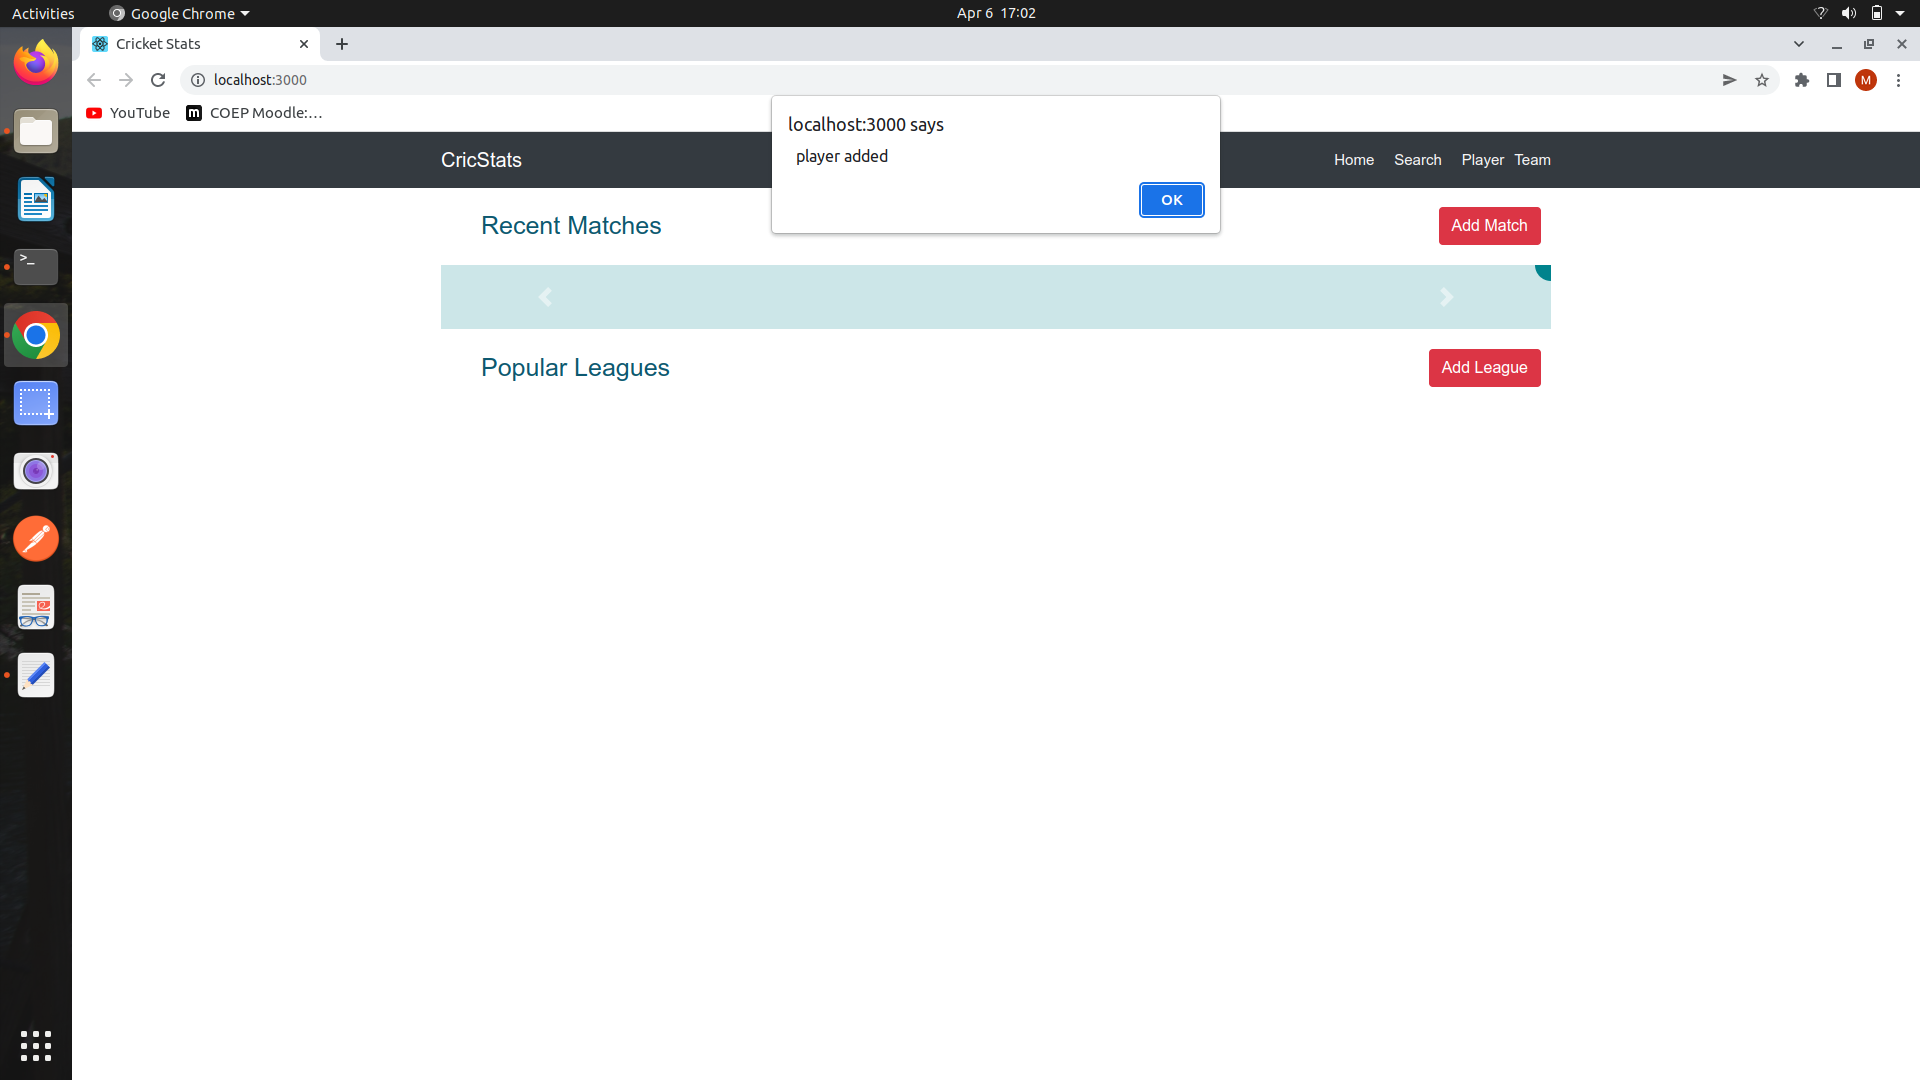 Activities
Google Chrome
Apr 6 17:02
Cricket Stats
localhost:3000
M
YouTube
m
COEP Moodle:...
localhost:3000 says
player added
OK
CricStats
Home
Search
Player
Team
Recent Matches
Add Match
Popular Leagues
Add League
>_